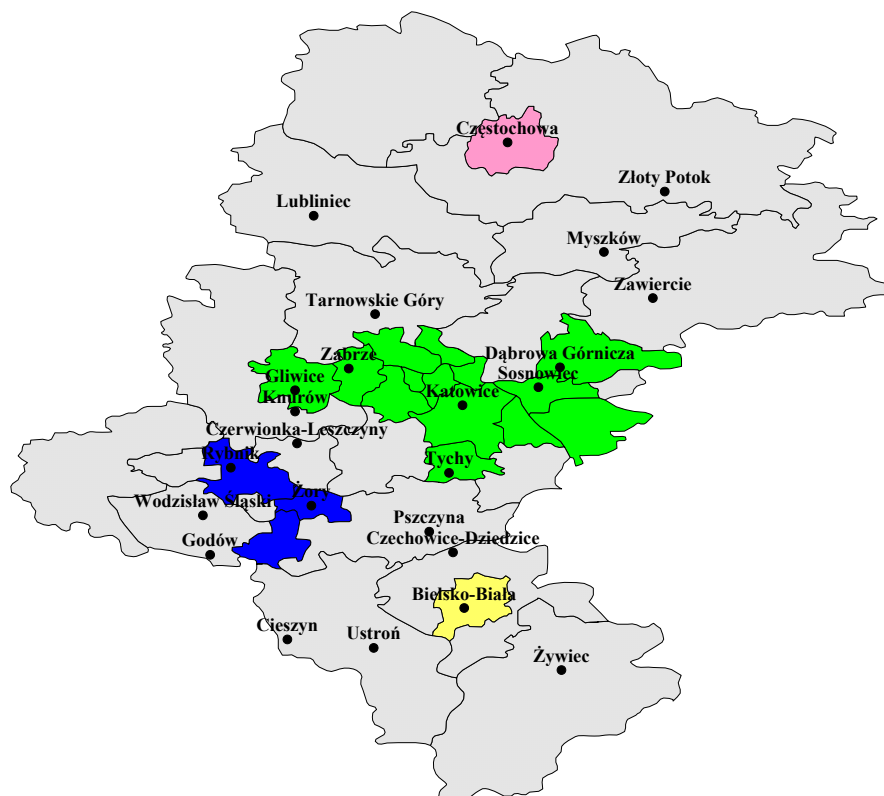 Częstochowa
Złoty Potok
Lubliniec
Myszków
Zawiercie
Tarnowskie Góry
Zabrze
Dąbrowa Górnicza
Gliwice
Sosnowiec
Knurów
Katowice
Czerwionka-Leszczyny
Rybnik
Tychy
Wodzisław Śląski
Żory
Pszczyna
Godów
Czechowice-Dziedzice
Bielsko-Biała
Cieszyn
Ustroń
Żywiec